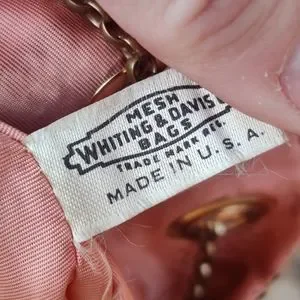 MESH
WHITING & DAVIS
BAGS
TRADE MARK REG.
MADE IN U.S.A.